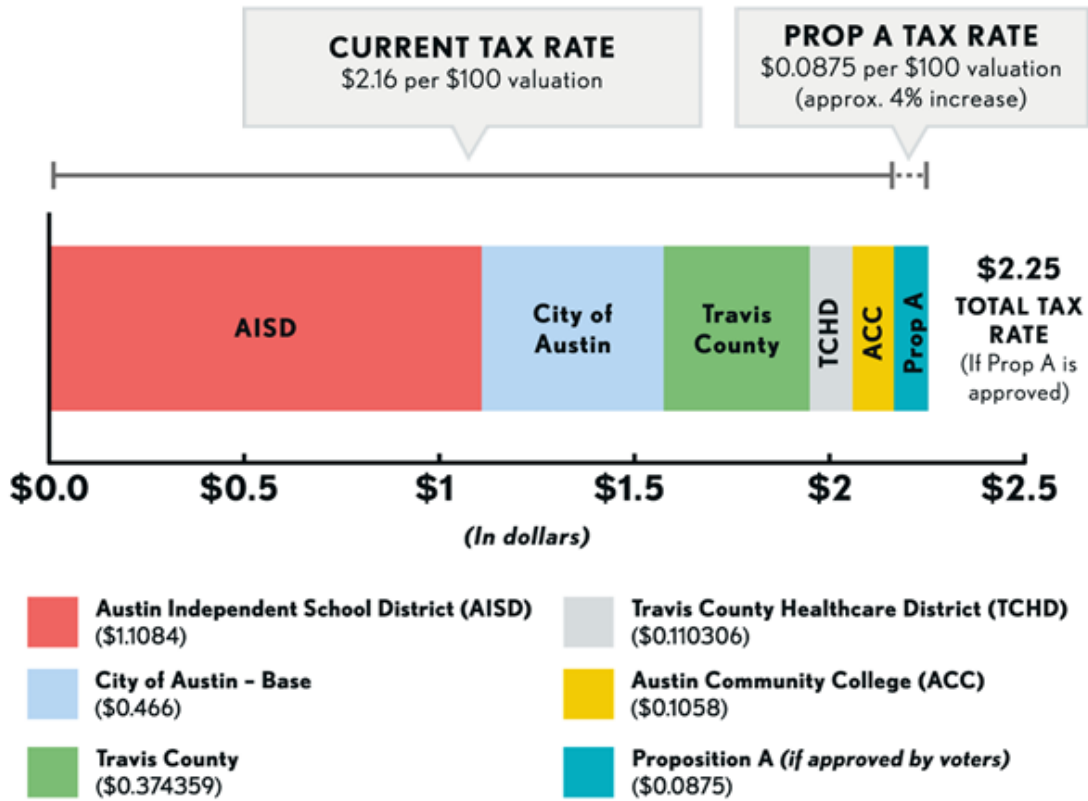 CURRENT TAX RATE
$2.16 per $100 valuation
PROP A TAX RATE
$0.0875 per $100 valuation
(approx. 4% increase)
AISD
City of
Austin
Travis
County
TCHD
ACC
Prop A
$2.25
TOTAL TAX
RATE
(If Prop A is
approved)
$0.0
$0.5
$1
$1.5
$2
$2.5
(In dollars)
Austin Independent School District (AISD)
($1.1084)
City of Austin – Base
($0.466)
Travis County
($0.374359)
Travis County Healthcare District (TCHD)
($0.110306)
Austin Community College (ACC)
($0.1058)
Proposition A (if approved by voters)
($0.0875)